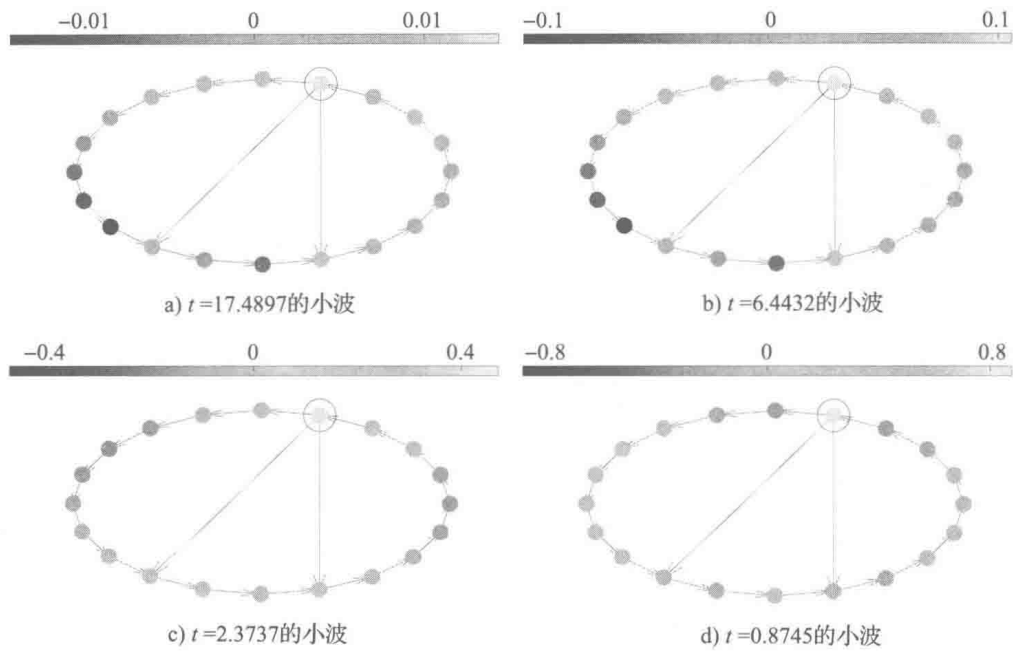 −0.01 0 0.01
−0.1 0 0.1
a) t=17.4897的小波
b) t=6.4432的小波
−0.4 0 0.4
−0.8 0 0.8
c) t=2.3737的小波
d) t=0.8745的小波